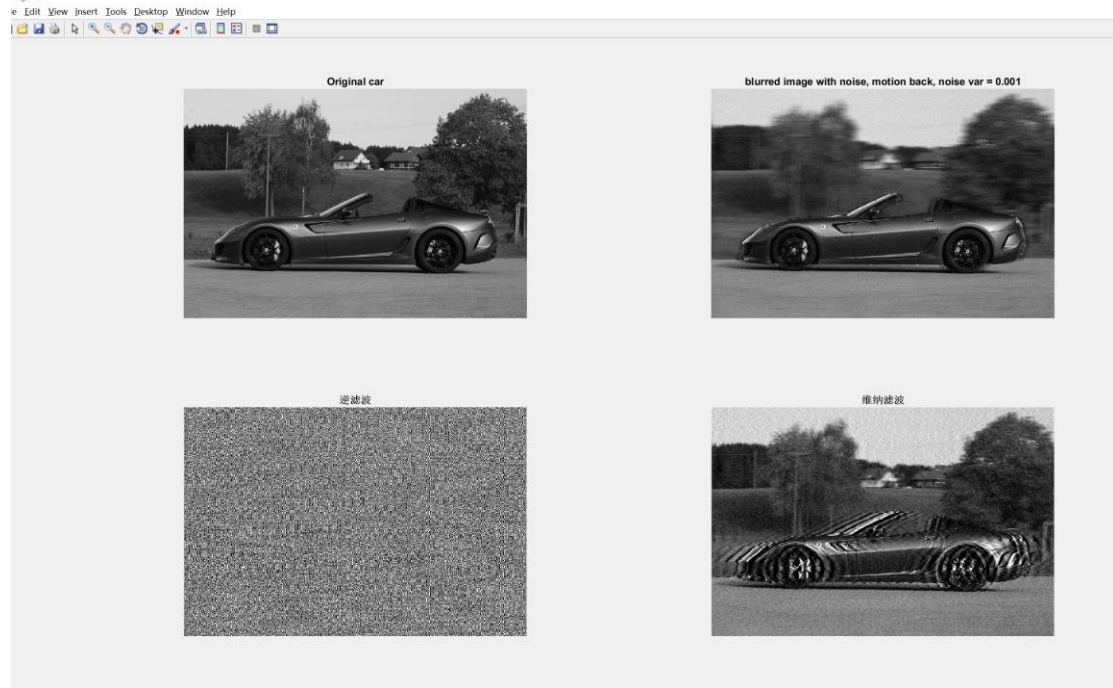 Edit View Insert Tools Desktop Window Help
Original car
blurred image with noise, motion back, noise var = 0.001
逆滤波
维纳滤波